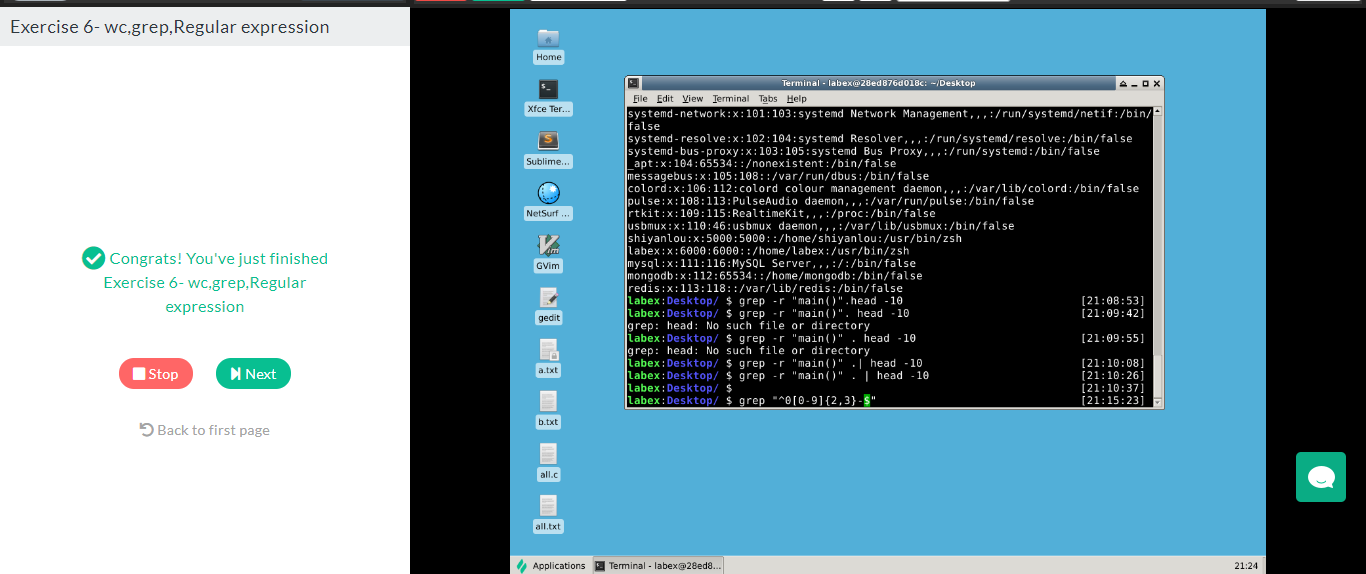 Exercise 6- wc,grep,Regular expression
Congrats! You've just finished
Exercise 6- wc,grep,Regular
expression
Stop
Next
Back to first page
Home
Xfce Ter...
Sublime...
NetSurf ...
GVim
gedit
a.txt
b.txt
all.c
all.txt
Terminal - labex@28ed876d018c: ~/Desktop
File Edit View Terminal Tabs Help
systemd-network:x:101:103:systemd Network Management,,,:/run/systemd/netif:/bin/
false
systemd-resolve:x:102:104:systemd Resolver,,,:/run/systemd/resolve:/bin/false
systemd-bus-proxy:x:103:105:systemd Bus Proxy,,,:/run/systemd:/bin/false
_apt:x:104:65534::/nonexistent:/bin/false
messagebus:x:105:108::/var/run/dbus:/bin/false
colord:x:106:112:colord colour management daemon,,,:/var/lib/colord:/bin/false
pulse:x:108:113:PulseAudio daemon,,,:/var/run/pulse:/bin/false
rtkit:x:109:115:RealtimeKit,,,:/proc:/bin/false
usbmux:x:110:46:usbmux daemon,,,:/var/lib/usbmux:/bin/false
shiyanlou:x:5000:5000::/home/shiyanlou:/usr/bin/zsh
labex:x:6000:6000::/home/labex:/usr/bin/zsh
mysql:x:111:116:MySQL Server,,,:/:/bin/false
mongodb:x:112:65534::/home/mongodb:/bin/false
redis:x:113:118::/var/lib/redis:/bin/false
labex:Desktop/ $ grep -r "main()".head -10 [21:08:53]
labex:Desktop/ $ grep -r "main()". head -10 [21:09:42]
grep: head: No such file or directory
labex:Desktop/ $ grep -r "main()" . head -10 [21:09:55]
grep: head: No such file or directory
labex:Desktop/ $ grep -r "main()" .| head -10 [21:10:08]
labex:Desktop/ $ grep -r "main()" . | head -10 [21:10:26]
labex:Desktop/ $ [21:10:37]
labex:Desktop/ $ grep "^0[0-9]{2,3}-$" [21:15:23]
Applications
Terminal - labex@28ed8...
21:24